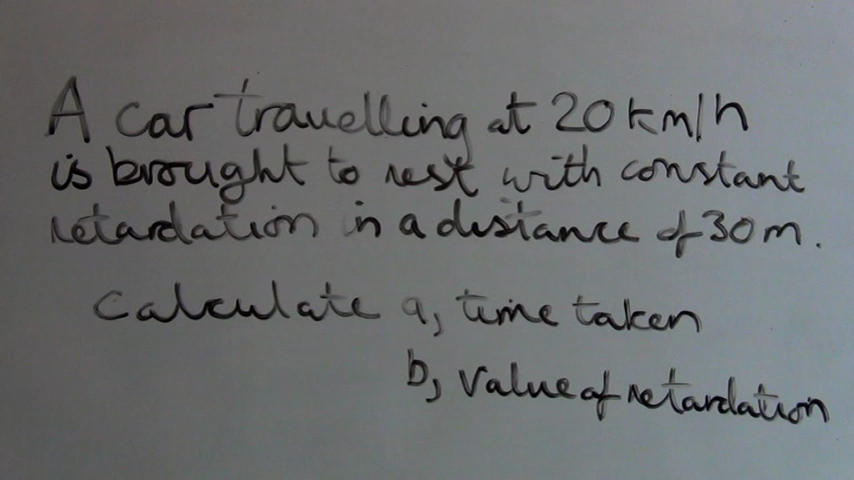 A car travelling at 20 km/h
is brought to rest with constant
retardation in a distance of 30 m.
Calculate a, time taken
b, Value of retardation